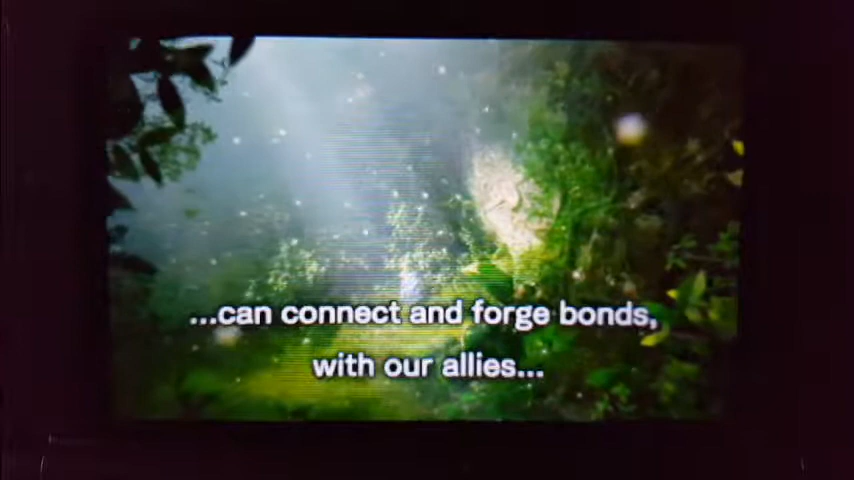 ...can connect and forge bonds,
with our allies...